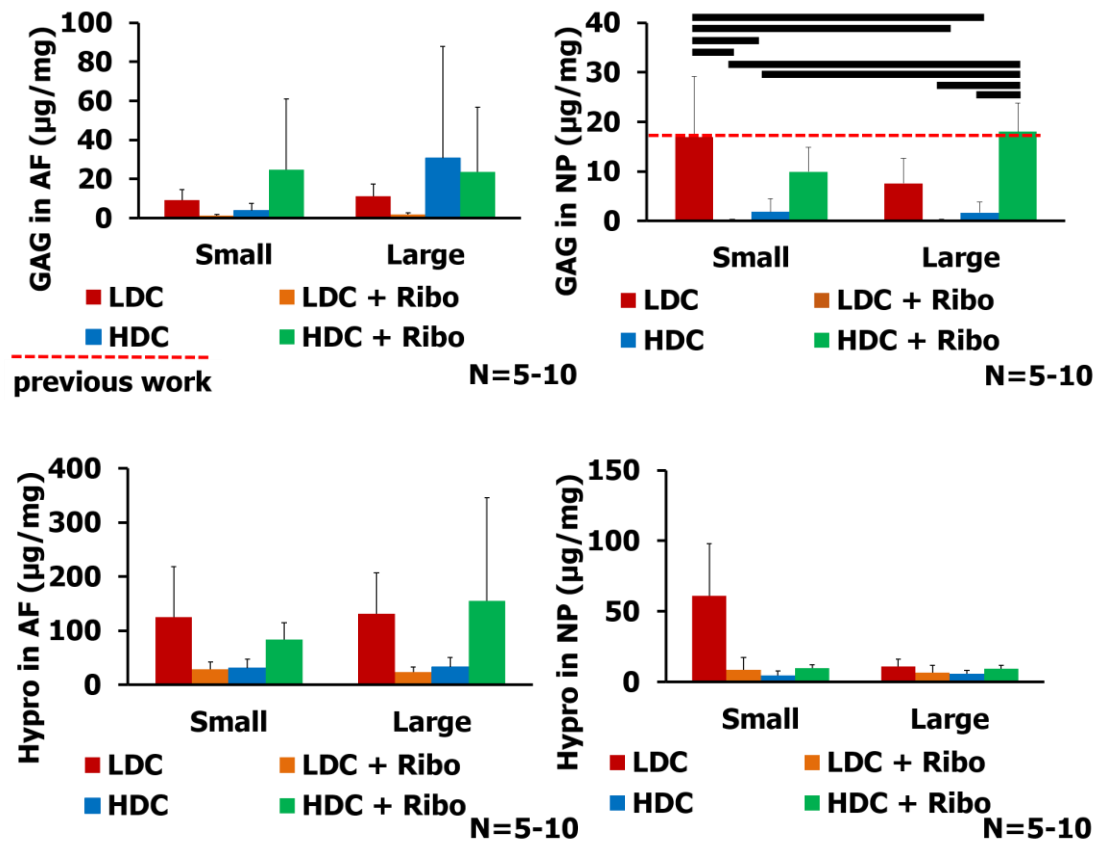 GAG in AF (µg/mg)
100
80
60
40
20
0
Small Large
LDC LDC + Ribo
HDC HDC + Ribo
previous work
N=5-10
GAG in NP (µg/mg)
40
30
20
10
0
Small Large
LDC LDC + Ribo
HDC HDC + Ribo
N=5-10
Hypro in AF (µg/mg)
400
300
200
100
0
Small Large
LDC LDC + Ribo
HDC HDC + Ribo
N=5-10
Hypro in NP (µg/mg)
150
100
50
0
Small Large
LDC LDC + Ribo
HDC HDC + Ribo
N=5-10